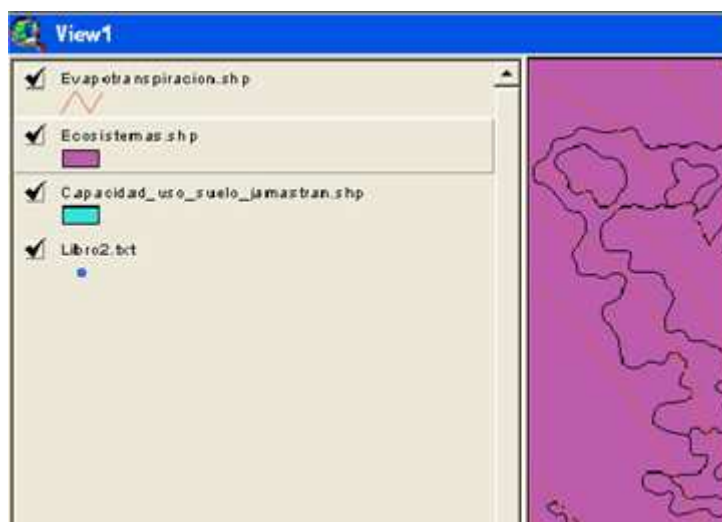 View1
Evapotranspiracion.shp
Ecosistemas.shp
Capacidad_uso_suelo_jamastran.shp
Libro2.txt